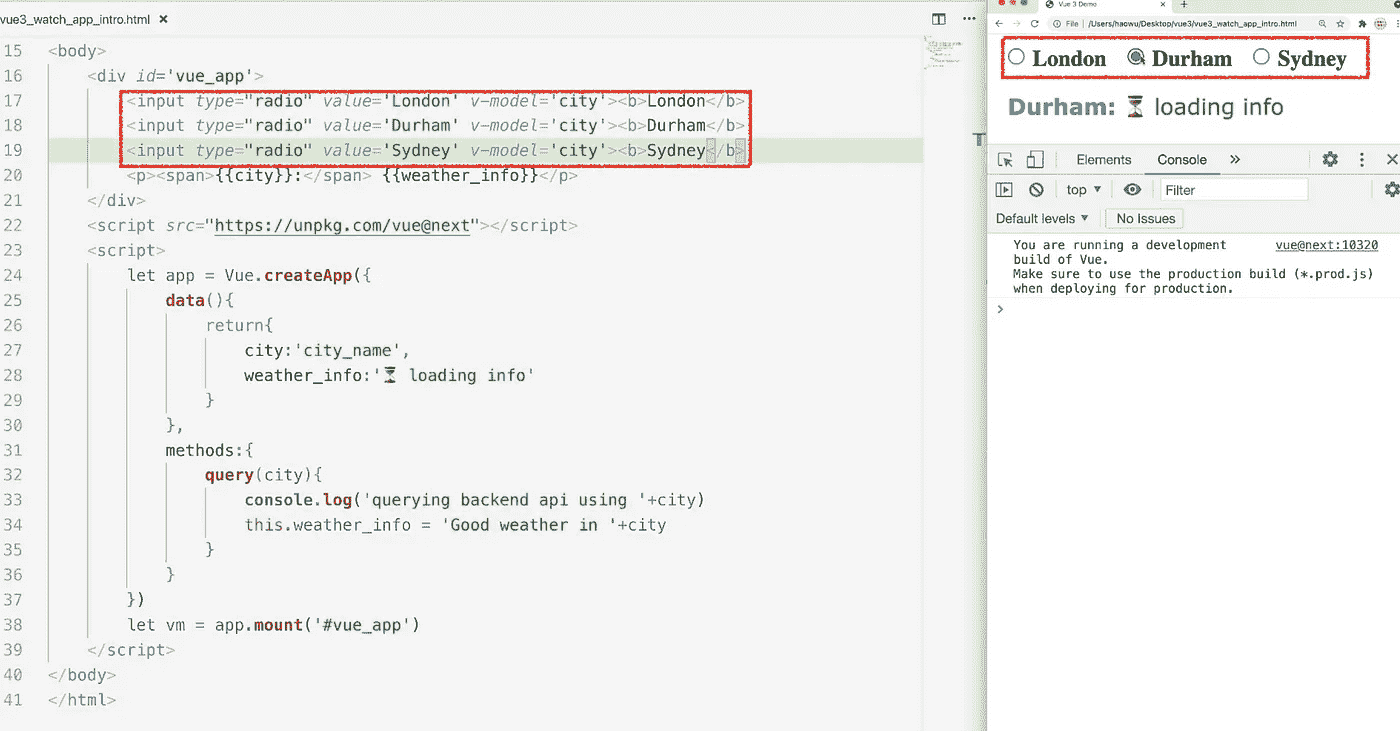 vue3_watch_app_intro.html ×
15 <body>
16 <div id='vue_app'>
17 <input type="radio" value='London' v-model='city'><b>London</b>
18 <input type="radio" value='Durham' v-model='city'><b>Durham</b>
19 <input type="radio" value='Sydney' v-model='city'><b>Sydney</b>
20 <p><span>{{city}}:</span> {{weather_info}}</p>
21 </div>
22 <script src="https://unpkg.com/vue@next"></script>
23 <script>
24 let app = Vue.createApp({
25 data(){
26 return{
27 city:'city_name',
28 weather_info:'⏳ loading info'
29 }
30 },
31 methods:{
32 query(city){
33 console.log('querying backend api using '+city)
34 this.weather_info = 'Good weather in '+city
35 }
36 }
37 })
38 let vm = app.mount('#vue_app')
39 </script>
40 </body>
41 </html>
Vue 3 Demo
File /Users/haowu/Desktop/vue3/vue3_watch_app_intro.html
London Durham Sydney
Durham: ⏳ loading info
Elements Console »
top ▼ Filter
Default levels ▼ No Issues
You are running a development vue@next:10320
build of Vue.
Make sure to use the production build (*.prod.js)
when deploying for production.